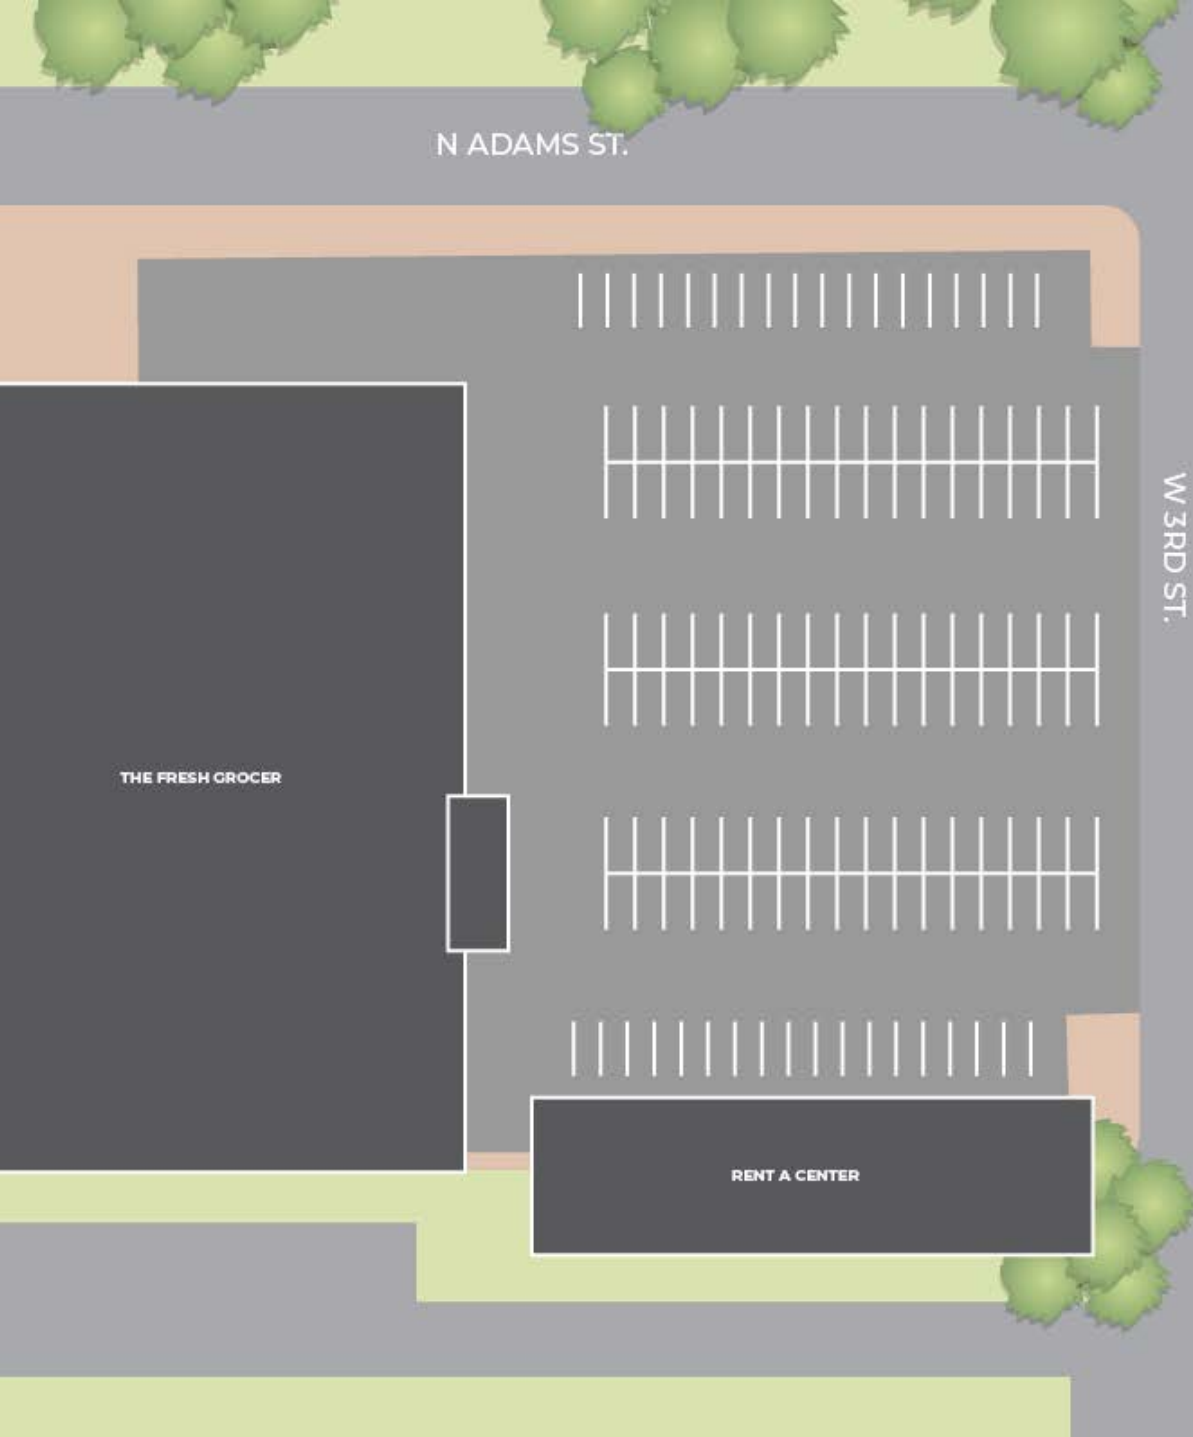 N ADAMS ST.
W 3RD ST.
THE FRESH GROCER
RENT A CENTER